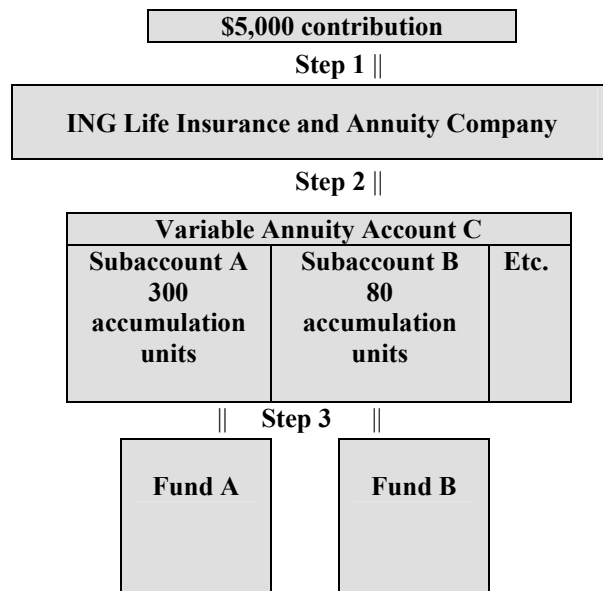 $5,000 contribution
Step 1 ||
ING Life Insurance and Annuity Company
Step 2 ||
Variable Annuity Account C
Subaccount A
300
accumulation
units
Subaccount B
80
accumulation
units
Etc.
|| Step 3 ||
Fund A
Fund B